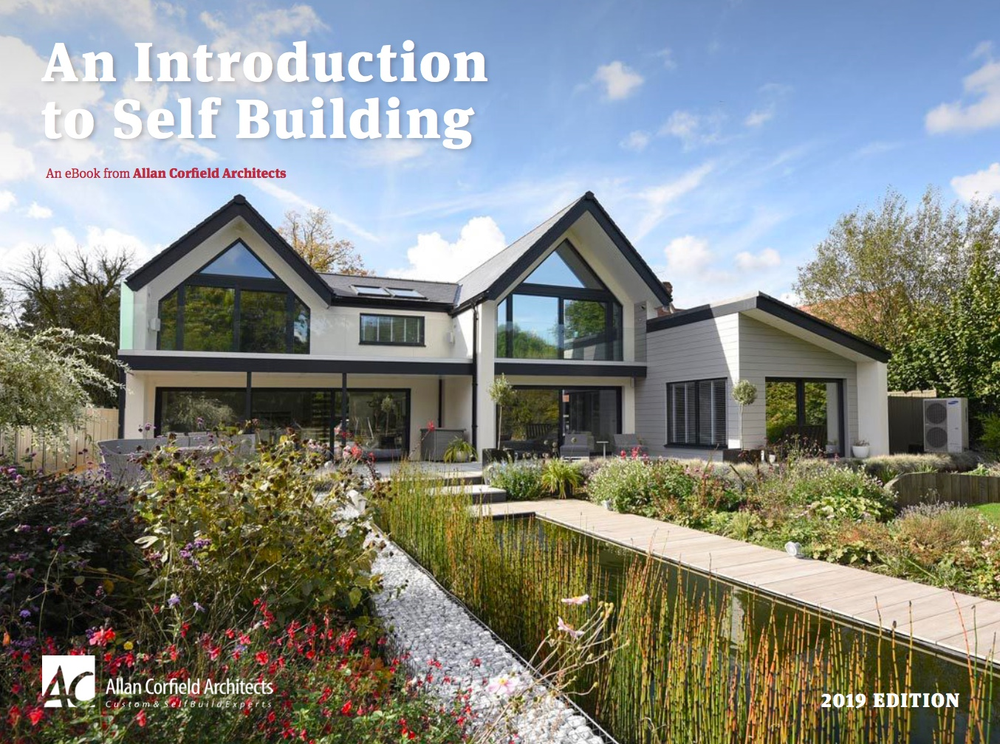 An Introduction
to Self Building
An eBook from Allan Corfield Architects
Allan Corfield Architects
Custom & Self Build Experts
2019 EDITION